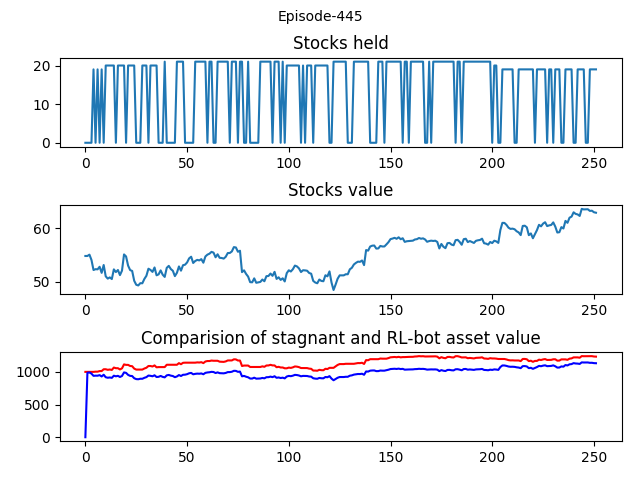 Episode-445
Stocks held
20
10
0
0 50 100 150 200 250
Stocks value
60
50
0 50 100 150 200 250
Comparision of stagnant and RL-bot asset value
1000
500
0
0 50 100 150 200 250